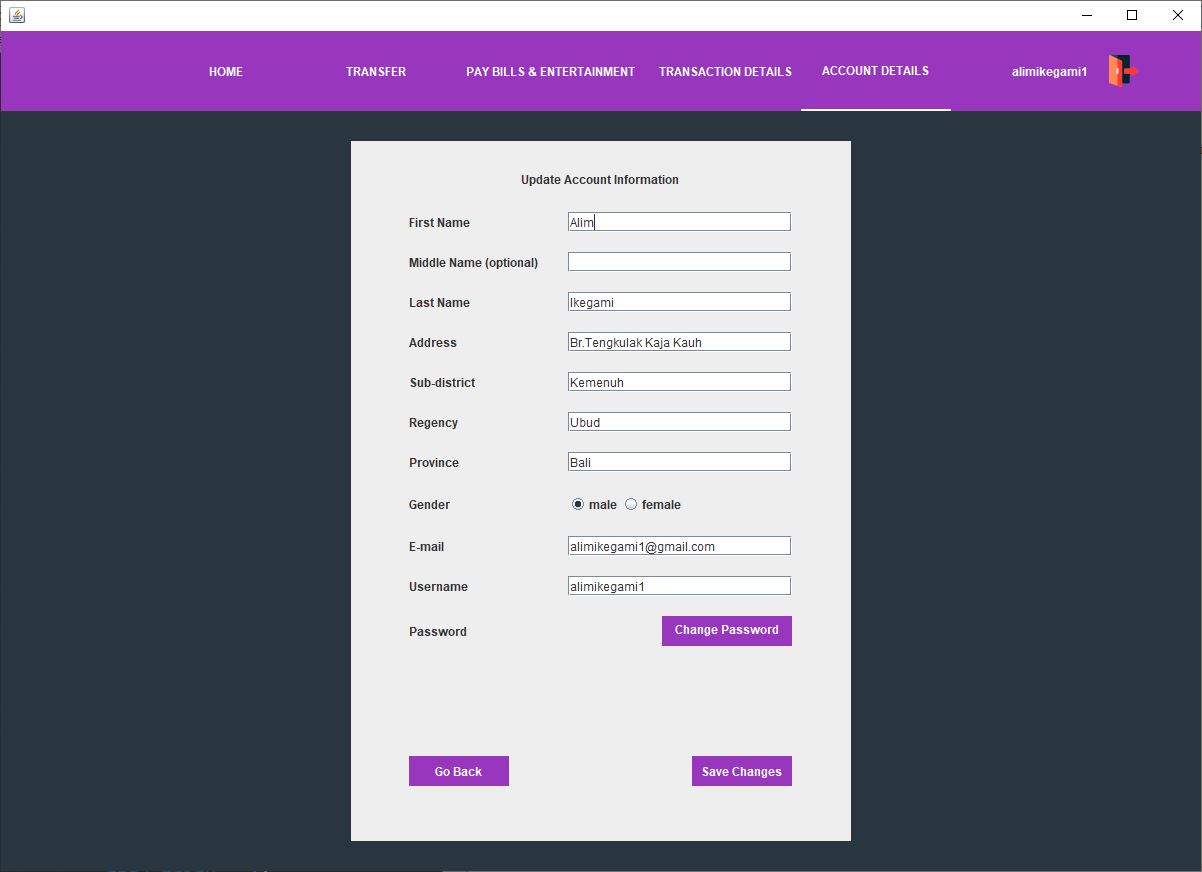 HOME TRANSFER PAY BILLS & ENTERTAINMENT TRANSACTION DETAILS ACCOUNT DETAILS alimikegami1
Update Account Information
First Name Alim
Middle Name (optional)
Last Name Ikegami
Address Br.Tengkulak Kaja Kauh
Sub-district Kemenuh
Regency Ubud
Province Bali
Gender male female
E-mail alimikegami1@gmail.com
Username alimikegami1
Password Change Password
Go Back Save Changes